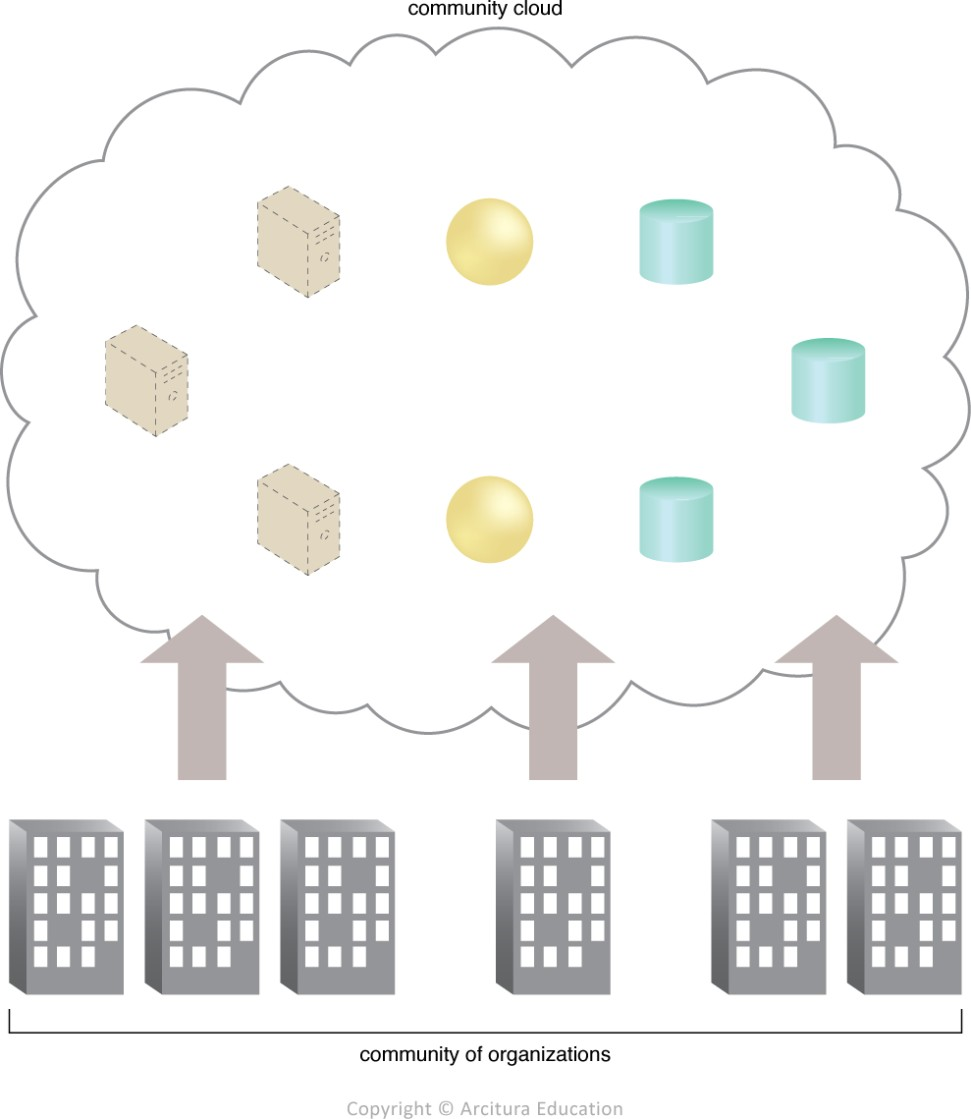 community cloud
community of organizations
Copyright © Arcitura Education